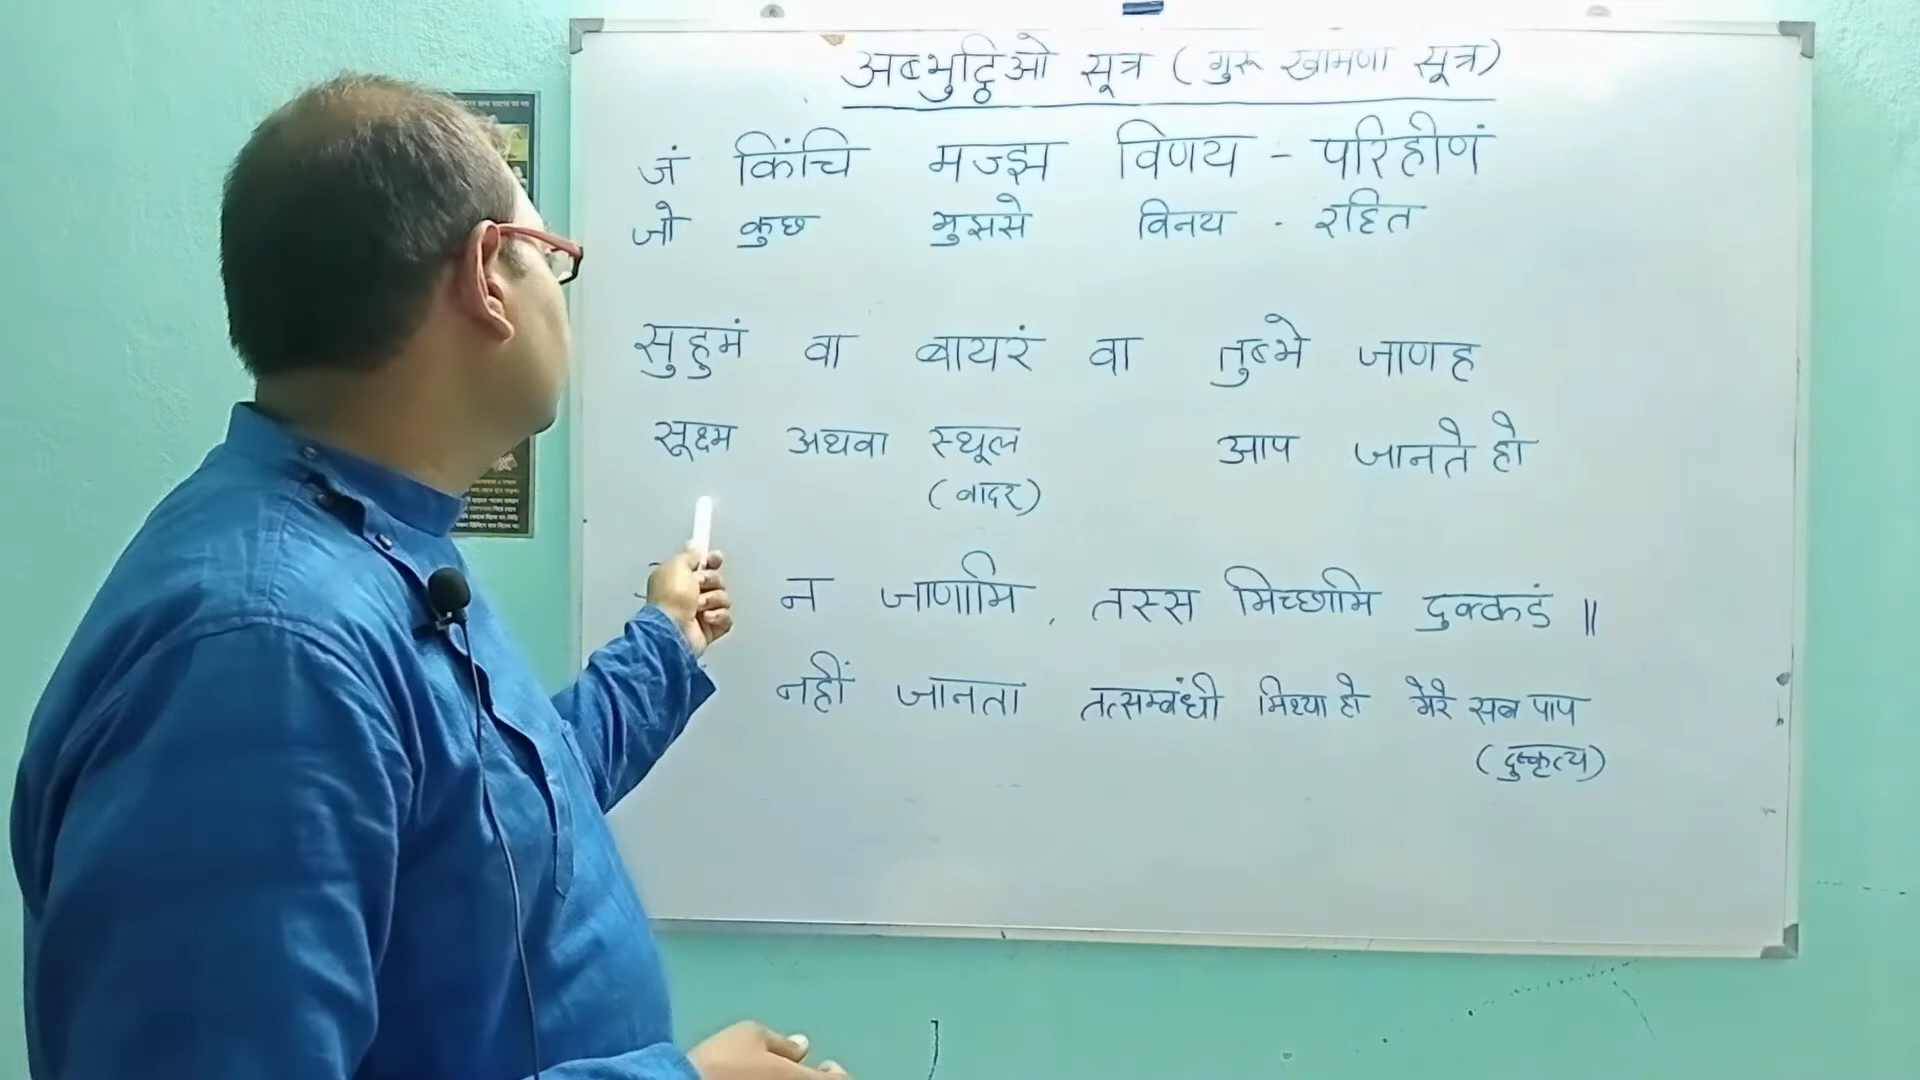 अब्भुट्ठिओ सूत्र (गुरु खामणा सूत्र)
जं किंचि मज्झ विणय - परिहीणं
जो कुछ मुझसे विनय - रहित
सुहुमं वा बायरं वा तुब्भे जाणह
सूक्ष्म अथवा स्थूल आप जानते हो
(बादर)
न जाणामि, तस्स मिच्छामि दुक्कडं ॥
नहीं जानता तत्सम्बंधी मिथ्या हो मेरे सब पाप
(दुष्कृत्य)